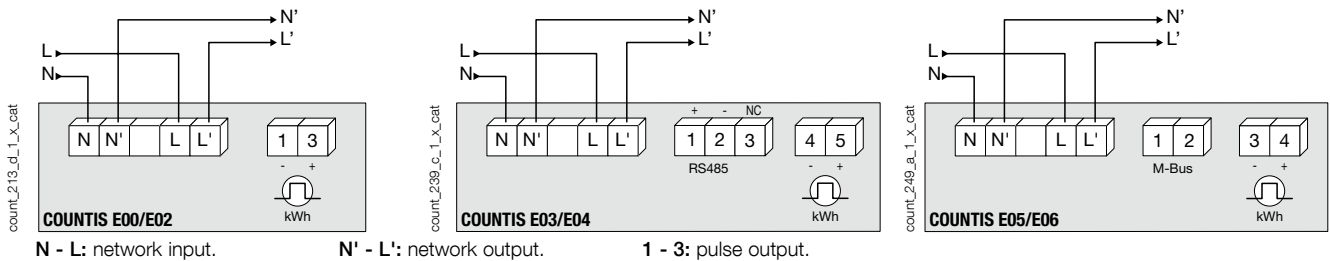 N'
L'
L
N
count_213_d_1_x_cat
N N' L L' 1 3
- +
kWh
COUNTIS E00/E02
N'
L'
L
N
count_239_c_1_x_cat
+ - NC
N N' L L' 1 2 3 4 5
RS485 - +
kWh
COUNTIS E03/E04
N'
L'
L
N
count_249_a_1_x_cat
N N' L L' 1 2 3 4
M-Bus - +
kWh
COUNTIS E05/E06
N - L: network input. N' - L': network output. 1 - 3: pulse output.